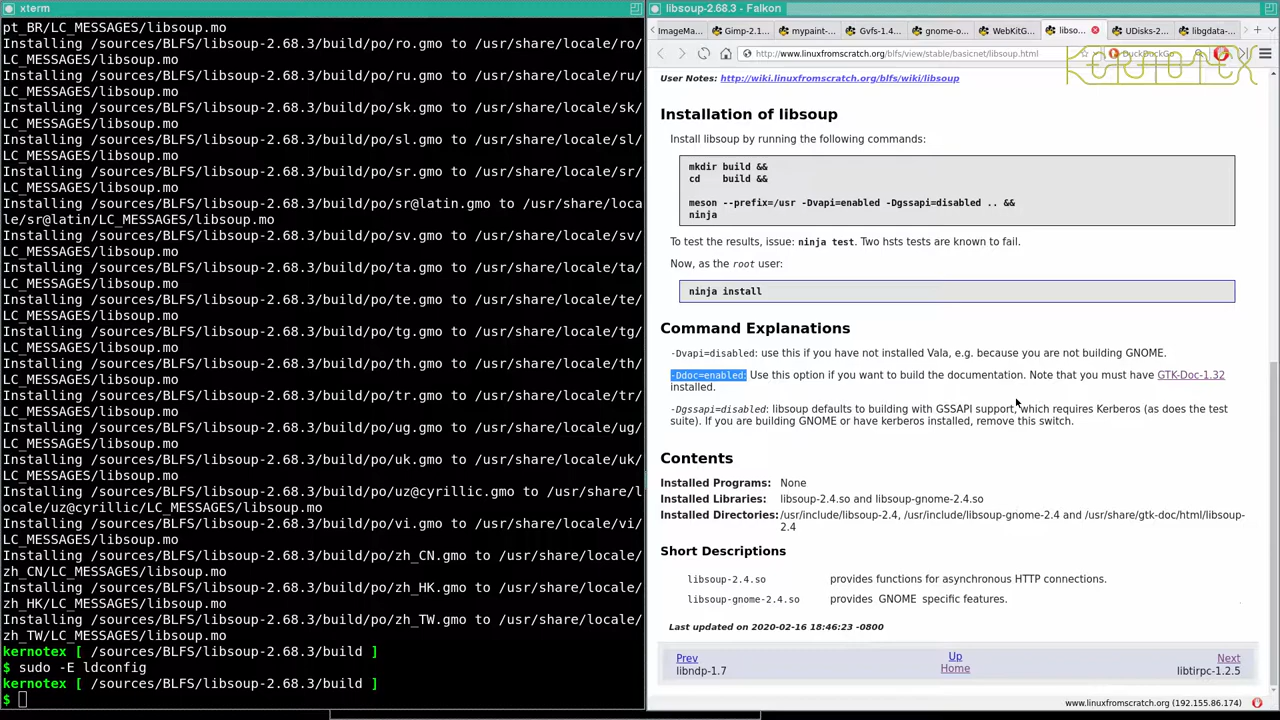 xterm
pt_BR/LC_MESSAGES/libsoup.mo
Installing /sources/BLFS/libsoup-2.68.3/build/po/ro.gmo to /usr/share/locale/ro/
LC_MESSAGES/libsoup.mo
Installing /sources/BLFS/libsoup-2.68.3/build/po/ru.gmo to /usr/share/locale/ru/
LC_MESSAGES/libsoup.mo
Installing /sources/BLFS/libsoup-2.68.3/build/po/sk.gmo to /usr/share/locale/sk/
LC_MESSAGES/libsoup.mo
Installing /sources/BLFS/libsoup-2.68.3/build/po/sl.gmo to /usr/share/locale/sl/
LC_MESSAGES/libsoup.mo
Installing /sources/BLFS/libsoup-2.68.3/build/po/sr.gmo to /usr/share/locale/sr/
LC_MESSAGES/libsoup.mo
Installing /sources/BLFS/libsoup-2.68.3/build/po/sr@latin.gmo to /usr/share/loca
le/sr@latin/LC_MESSAGES/libsoup.mo
Installing /sources/BLFS/libsoup-2.68.3/build/po/sv.gmo to /usr/share/locale/sv/
LC_MESSAGES/libsoup.mo
Installing /sources/BLFS/libsoup-2.68.3/build/po/ta.gmo to /usr/share/locale/ta/
LC_MESSAGES/libsoup.mo
Installing /sources/BLFS/libsoup-2.68.3/build/po/te.gmo to /usr/share/locale/te/
LC_MESSAGES/libsoup.mo
Installing /sources/BLFS/libsoup-2.68.3/build/po/tg.gmo to /usr/share/locale/tg/
LC_MESSAGES/libsoup.mo
Installing /sources/BLFS/libsoup-2.68.3/build/po/th.gmo to /usr/share/locale/th/
LC_MESSAGES/libsoup.mo
Installing /sources/BLFS/libsoup-2.68.3/build/po/tr.gmo to /usr/share/locale/tr/
LC_MESSAGES/libsoup.mo
Installing /sources/BLFS/libsoup-2.68.3/build/po/ug.gmo to /usr/share/locale/ug/
LC_MESSAGES/libsoup.mo
Installing /sources/BLFS/libsoup-2.68.3/build/po/uk.gmo to /usr/share/locale/uk/
LC_MESSAGES/libsoup.mo
Installing /sources/BLFS/libsoup-2.68.3/build/po/uz@cyrillic.gmo to /usr/share/l
ocale/uz@cyrillic/LC_MESSAGES/libsoup.mo
Installing /sources/BLFS/libsoup-2.68.3/build/po/vi.gmo to /usr/share/locale/vi/
LC_MESSAGES/libsoup.mo
Installing /sources/BLFS/libsoup-2.68.3/build/po/zh_CN.gmo to /usr/share/locale/
zh_CN/LC_MESSAGES/libsoup.mo
Installing /sources/BLFS/libsoup-2.68.3/build/po/zh_HK.gmo to /usr/share/locale/
zh_HK/LC_MESSAGES/libsoup.mo
Installing /sources/BLFS/libsoup-2.68.3/build/po/zh_TW.gmo to /usr/share/locale/
zh_TW/LC_MESSAGES/libsoup.mo
kernotex [ /sources/BLFS/libsoup-2.68.3/build ]
$ sudo -E ldconfig
kernotex [ /sources/BLFS/libsoup-2.68.3/build ]
$
libsoup-2.68.3 - Falkon
ImageMa... Gimp-2.1... mypaint-... Gvfs-1.4... gnome-o... WebKitG... libso... UDisks-2... libgdata-...
http://www.linuxfromscratch.org/blfs/view/stable/basicnet/libsoup.html DuckDuckGo
KERNOTEX
User Notes: http://wiki.linuxfromscratch.org/blfs/wiki/libsoup
Installation of libsoup
Install libsoup by running the following commands:
mkdir build &&
cd    build &&
meson --prefix=/usr -Dvapi=enabled -Dgssapi=disabled .. &&
ninja
To test the results, issue: ninja test. Two hsts tests are known to fail.
Now, as the root user:
ninja install
Command Explanations
-Dvapi=disabled: use this if you have not installed Vala, e.g. because you are not building GNOME.
-Ddoc=enabled: Use this option if you want to build the documentation. Note that you must have GTK-Doc-1.32
installed.
-Dgssapi=disabled: libsoup defaults to building with GSSAPI support, which requires Kerberos (as does the test
suite). If you are building GNOME or have kerberos installed, remove this switch.
Contents
Installed Programs: None
Installed Libraries: libsoup-2.4.so and libsoup-gnome-2.4.so
Installed Directories: /usr/include/libsoup-2.4, /usr/include/libsoup-gnome-2.4 and /usr/share/gtk-doc/html/libsoup-
2.4
Short Descriptions
libsoup-2.4.so provides functions for asynchronous HTTP connections.
libsoup-gnome-2.4.so provides GNOME specific features.
Last updated on 2020-02-16 18:46:23 -0800
Prev Up Next
libndp-1.7 Home libtirpc-1.2.5
www.linuxfromscratch.org (192.155.86.174)